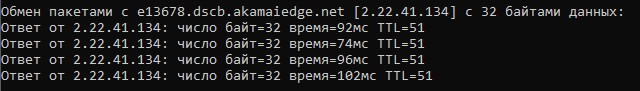 Обмен пакетами с e13678.dscb.akamaiedge.net [2.22.41.134] с 32 байтами данных:
Ответ от 2.22.41.134: число байт=32 время=92мс TTL=51
Ответ от 2.22.41.134: число байт=32 время=74мс TTL=51
Ответ от 2.22.41.134: число байт=32 время=96мс TTL=51
Ответ от 2.22.41.134: число байт=32 время=102мс TTL=51